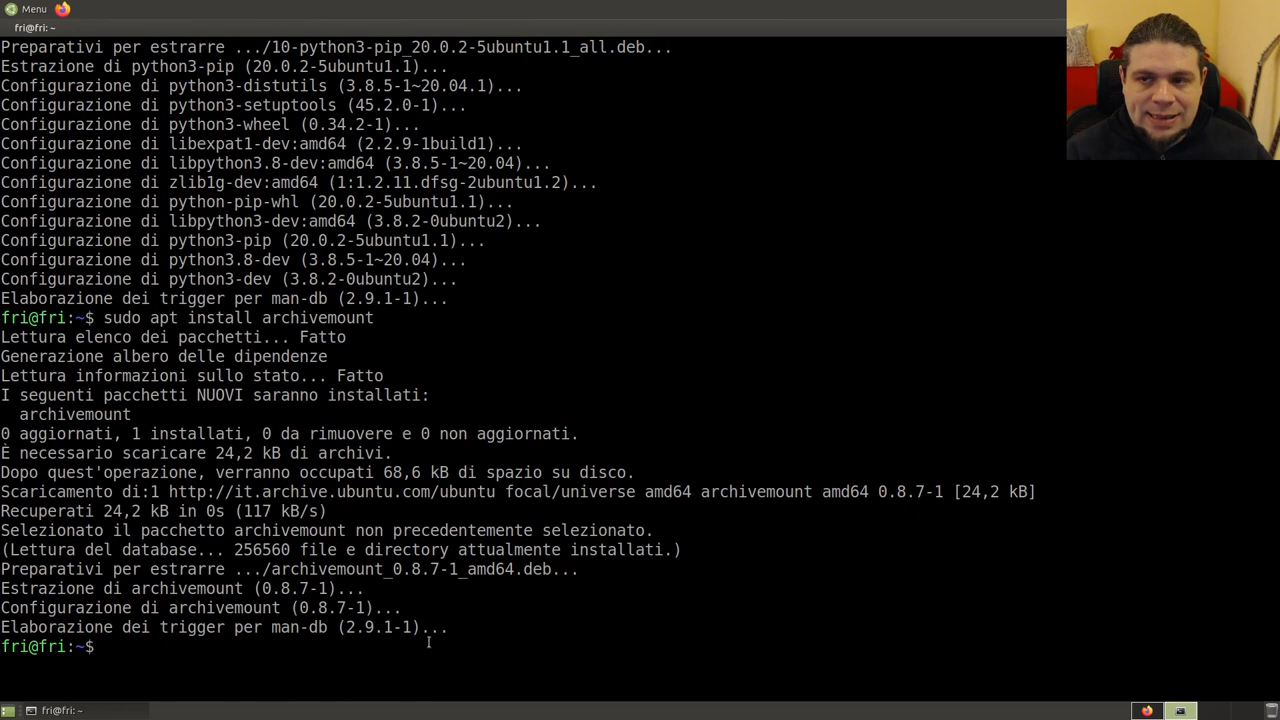 Menu
fri@fri: ~
Preparativi per estrarre .../10-python3-pip_20.0.2-5ubuntu1.1_all.deb...
Estrazione di python3-pip (20.0.2-5ubuntu1.1)...
Configurazione di python3-distutils (3.8.5-1~20.04.1)...
Configurazione di python3-setuptools (45.2.0-1)...
Configurazione di python3-wheel (0.34.2-1)...
Configurazione di libexpat1-dev:amd64 (2.2.9-1build1)...
Configurazione di libpython3.8-dev:amd64 (3.8.5-1~20.04)...
Configurazione di zlib1g-dev:amd64 (1:1.2.11.dfsg-2ubuntu1.2)...
Configurazione di python-pip-whl (20.0.2-5ubuntu1.1)...
Configurazione di libpython3-dev:amd64 (3.8.2-0ubuntu2)...
Configurazione di python3-pip (20.0.2-5ubuntu1.1)...
Configurazione di python3.8-dev (3.8.5-1~20.04)...
Configurazione di python3-dev (3.8.2-0ubuntu2)...
Elaborazione dei trigger per man-db (2.9.1-1)...
fri@fri:~$ sudo apt install archivemount
Lettura elenco dei pacchetti... Fatto
Generazione albero delle dipendenze
Lettura informazioni sullo stato... Fatto
I seguenti pacchetti NUOVI saranno installati:
  archivemount
0 aggiornati, 1 installati, 0 da rimuovere e 0 non aggiornati.
È necessario scaricare 24,2 kB di archivi.
Dopo quest'operazione, verranno occupati 68,6 kB di spazio su disco.
Scaricamento di:1 http://it.archive.ubuntu.com/ubuntu focal/universe amd64 archivemount amd64 0.8.7-1 [24,2 kB]
Recuperati 24,2 kB in 0s (117 kB/s)
Selezionato il pacchetto archivemount non precedentemente selezionato.
(Lettura del database... 256560 file e directory attualmente installati.)
Preparativi per estrarre .../archivemount_0.8.7-1_amd64.deb...
Estrazione di archivemount (0.8.7-1)...
Configurazione di archivemount (0.8.7-1)...
Elaborazione dei trigger per man-db (2.9.1-1)...
fri@fri:~$
fri@fri: ~